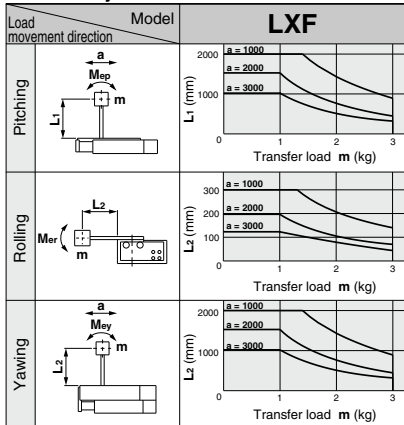 Load
movement direction
Model
LXF
Pitching
a
Mep
m
L1
L1 (mm)
2000
1000
a = 1000
a = 2000
a = 3000
0
1
2
3
Transfer load m (kg)
Rolling
L2
Mer
m
L2 (mm)
300
200
100
a = 1000
a = 2000
a = 3000
0
1
2
3
Transfer load m (kg)
Yawing
a
Mey
m
L2
L2 (mm)
2000
1000
a = 1000
a = 2000
a = 3000
0
1
2
3
Transfer load m (kg)